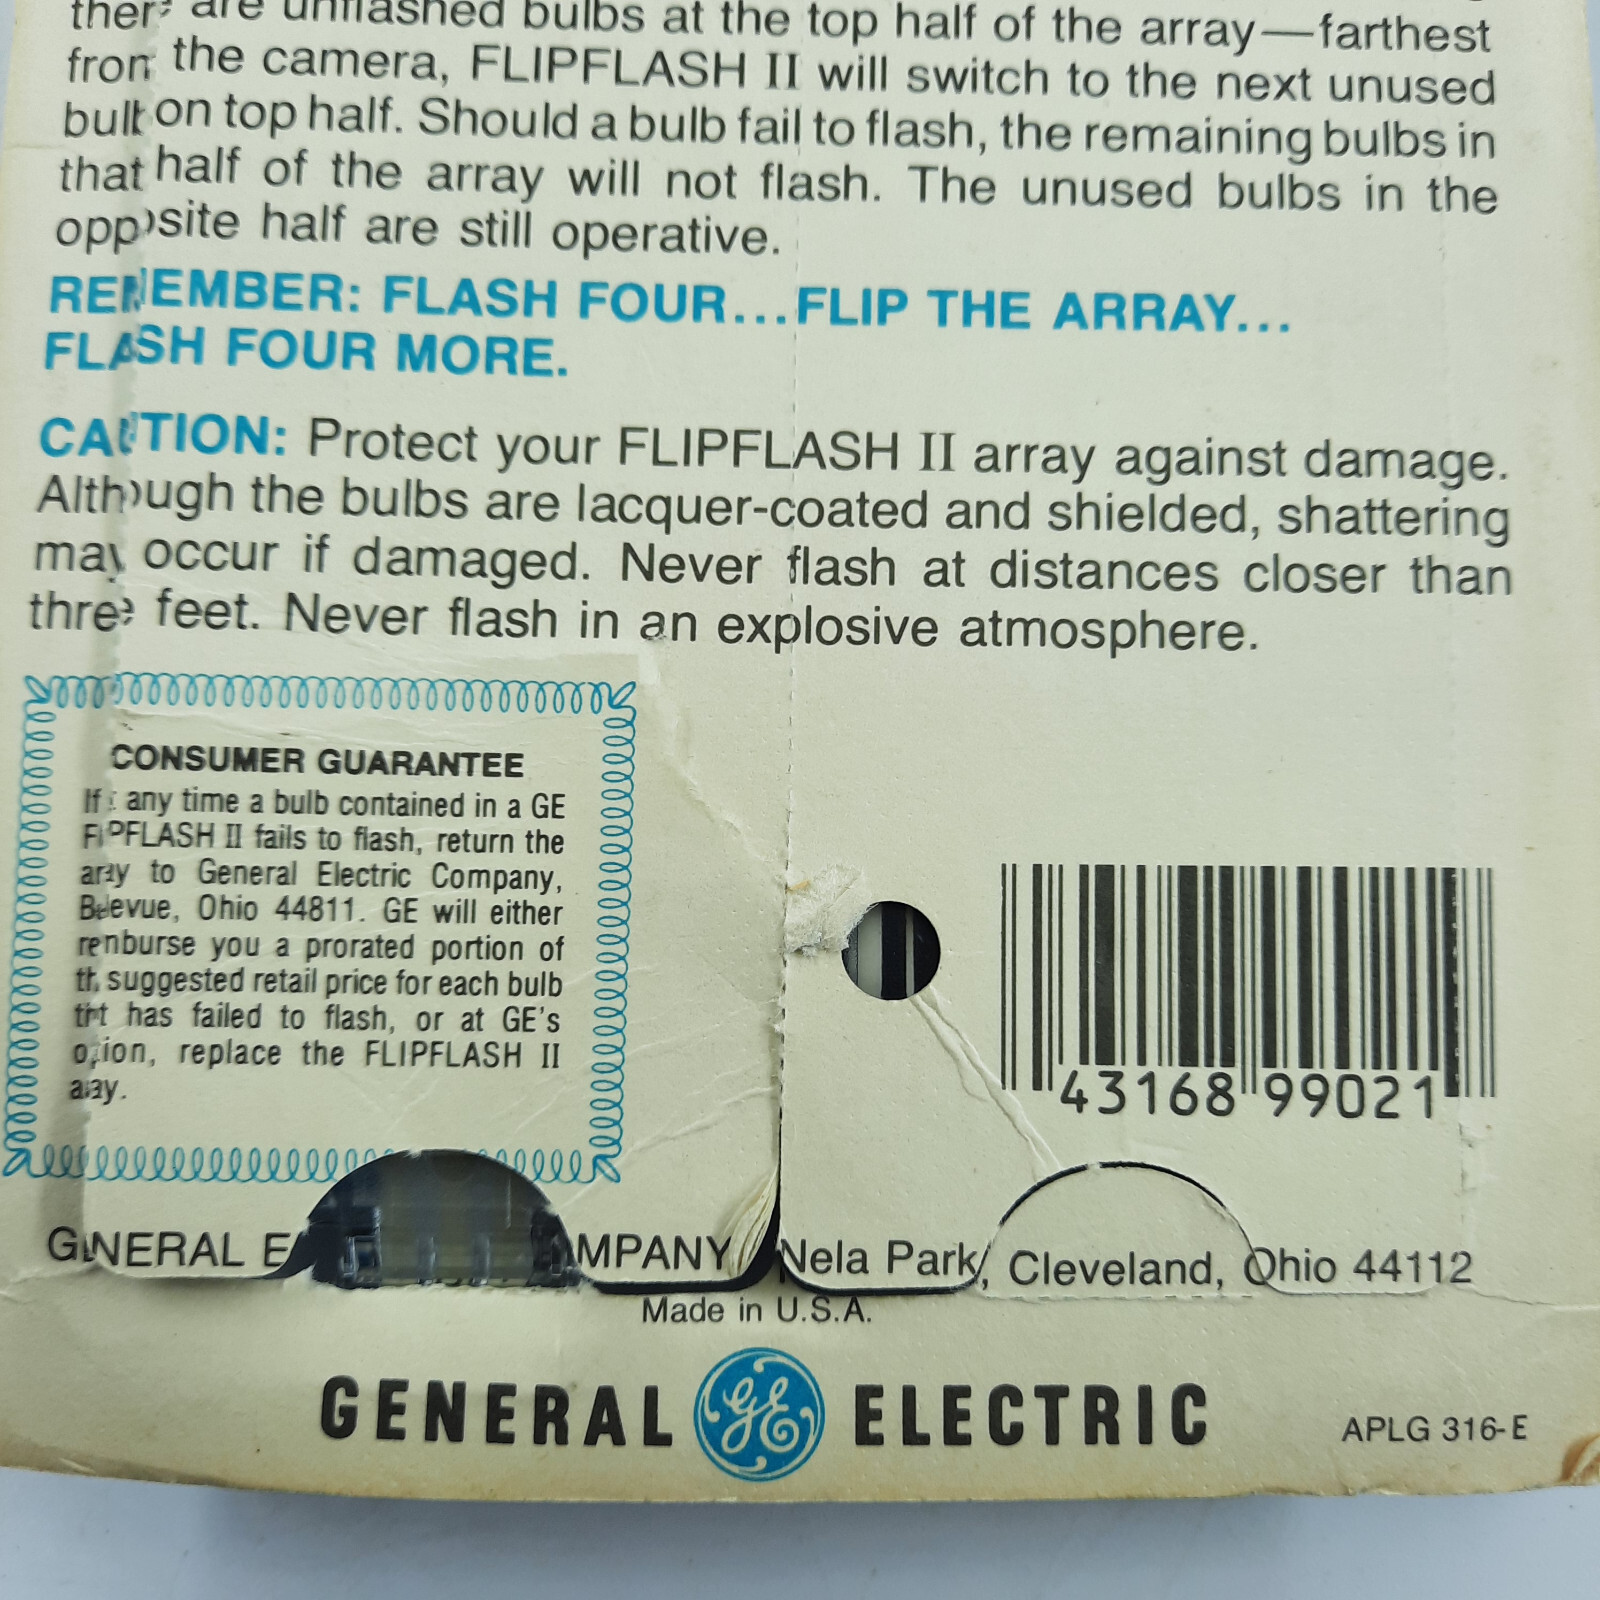 there are unflashed bulbs at the top half of the array—farthest
from the camera, FLIPFLASH II will switch to the next unused
bulb on top half. Should a bulb fail to flash, the remaining bulbs in
that half of the array will not flash. The unused bulbs in the
opposite half are still operative.
REMEMBER: FLASH FOUR...FLIP THE ARRAY...
FLASH FOUR MORE.
CAUTION: Protect your FLIPFLASH II array against damage.
Although the bulbs are lacquer-coated and shielded, shattering
may occur if damaged. Never flash at distances closer than
three feet. Never flash in an explosive atmosphere.
CONSUMER GUARANTEE
If any time a bulb contained in a GE
FLIPFLASH II fails to flash, return the
array to General Electric Company,
Bellevue, Ohio 44811. GE will either
reimburse you a prorated portion of
the suggested retail price for each bulb
that has failed to flash, or at GE's
option, replace the FLIPFLASH II
array.
43168 99021
GENERAL E MPANY Nela Park, Cleveland, Ohio 44112
Made in U.S.A.
GENERAL GE ELECTRIC
APLG 316-E